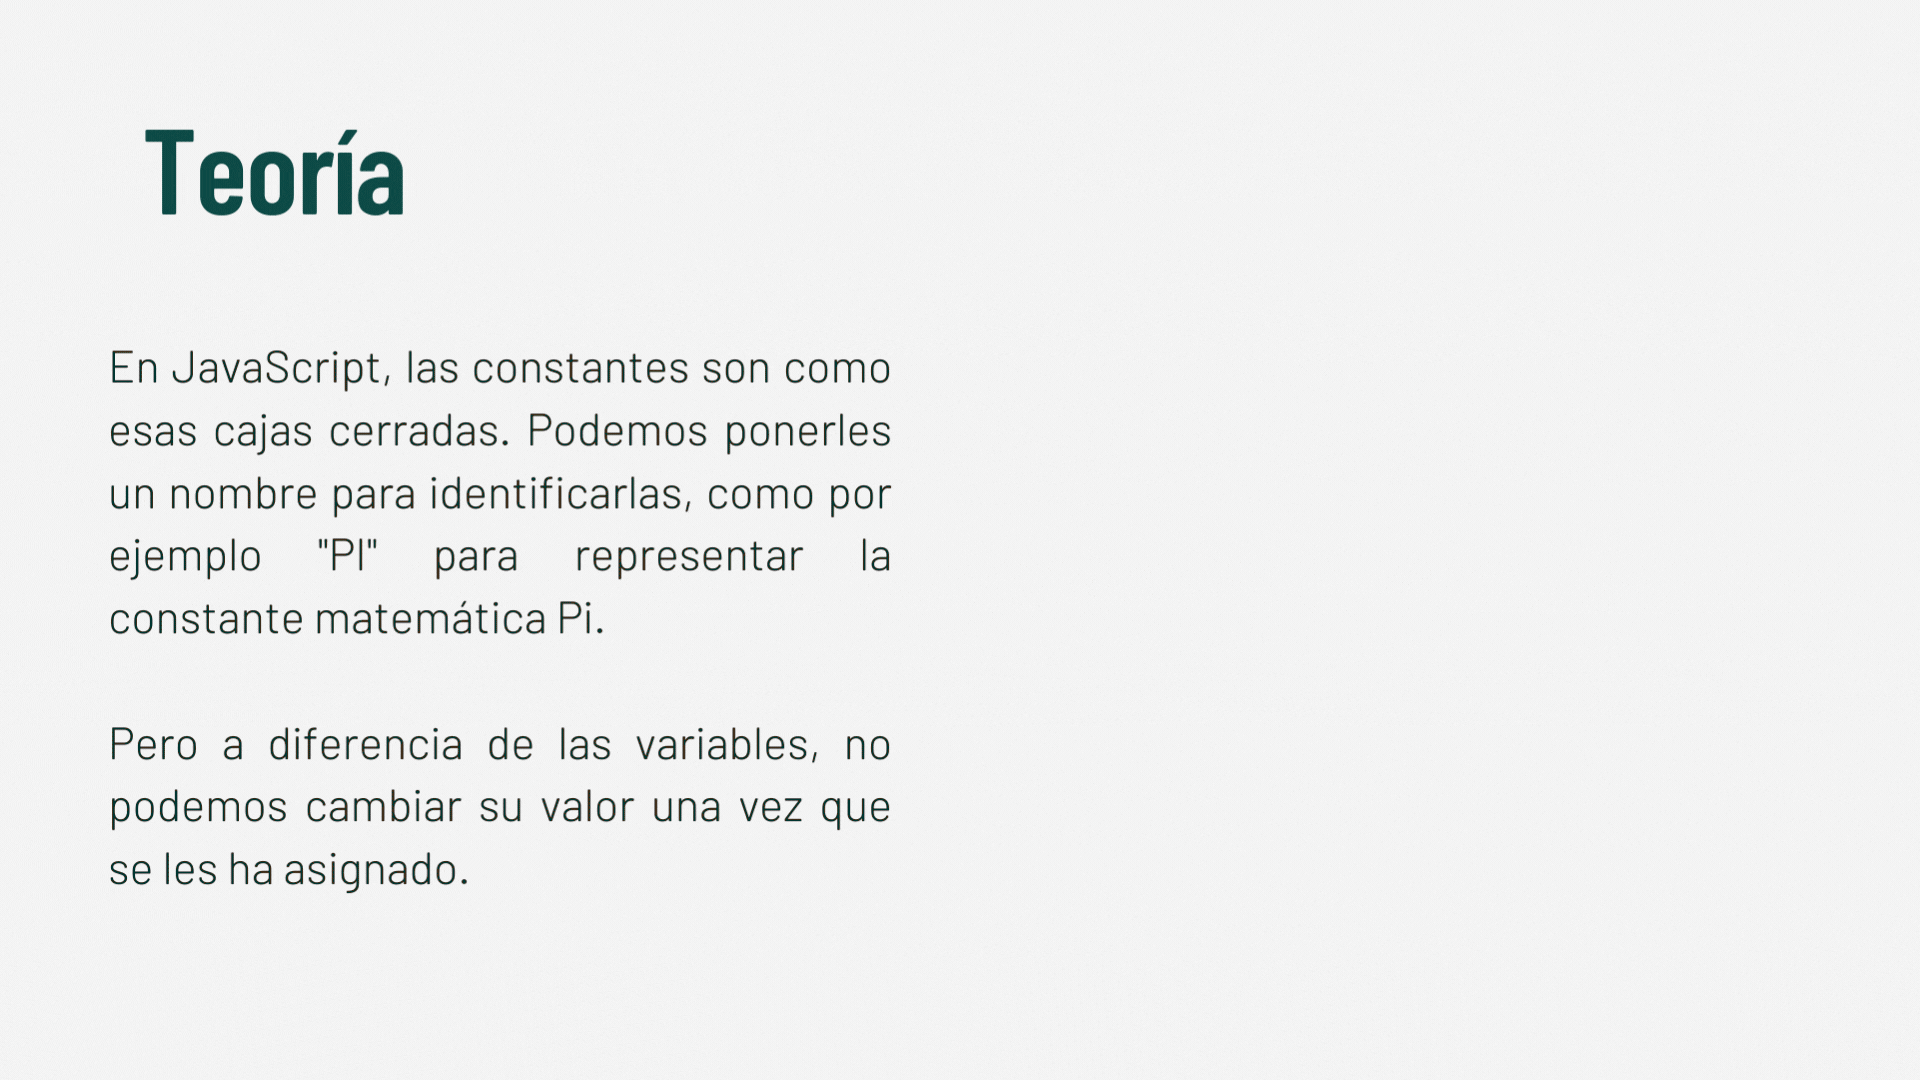 Teoría
En JavaScript, las constantes son como
esas cajas cerradas. Podemos ponerles
un nombre para identificarlas, como por
ejemplo "PI" para representar la
constante matemática Pi.
Pero a diferencia de las variables, no
podemos cambiar su valor una vez que
se les ha asignado.